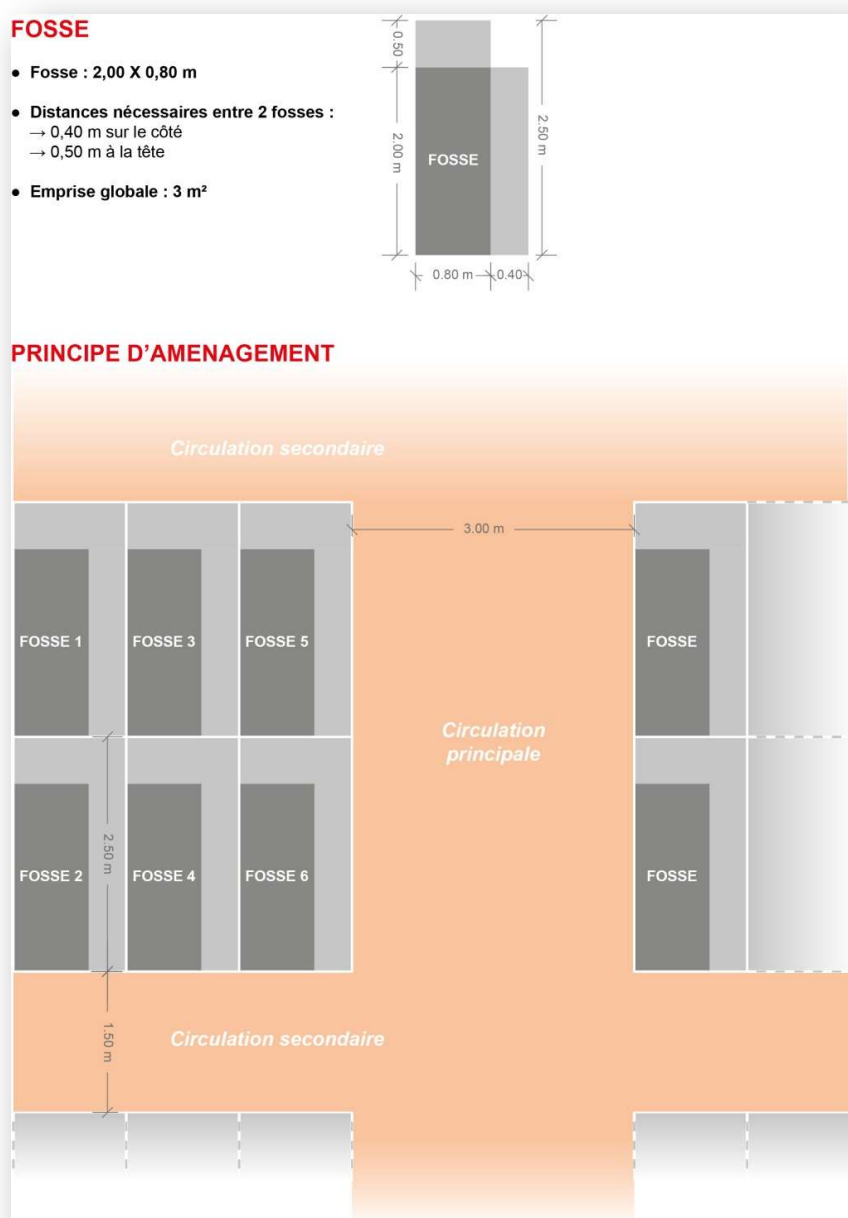 FOSSE
● Fosse : 2,00 X 0,80 m
● Distances nécessaires entre 2 fosses :
→ 0,40 m sur le côté
→ 0,50 m à la tête
● Emprise globale : 3 m²
0.50
2.00 m
2.50 m
FOSSE
0.80 m
0.40
PRINCIPE D'AMENAGEMENT
Circulation secondaire
3.00 m
FOSSE 1
FOSSE 3
FOSSE 5
FOSSE
Circulation
principale
2.50 m
FOSSE 2
FOSSE 4
FOSSE 6
FOSSE
1.50 m
Circulation secondaire